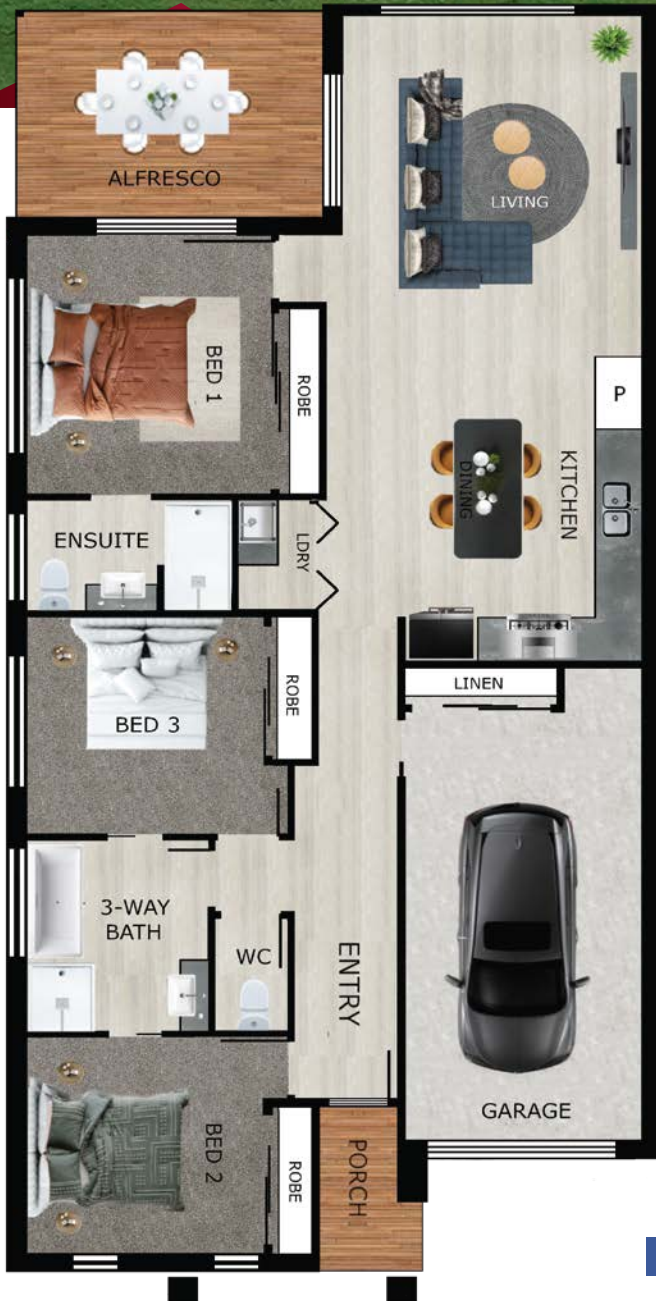 ALFRESCO
LIVING
BED 1
ROBE
P
KITCHEN
DINING
ENSUITE
LDRY
BED 3
ROBE
LINEN
3-WAY
BATH
WC
ENTRY
GARAGE
BED 2
ROBE
PORCH